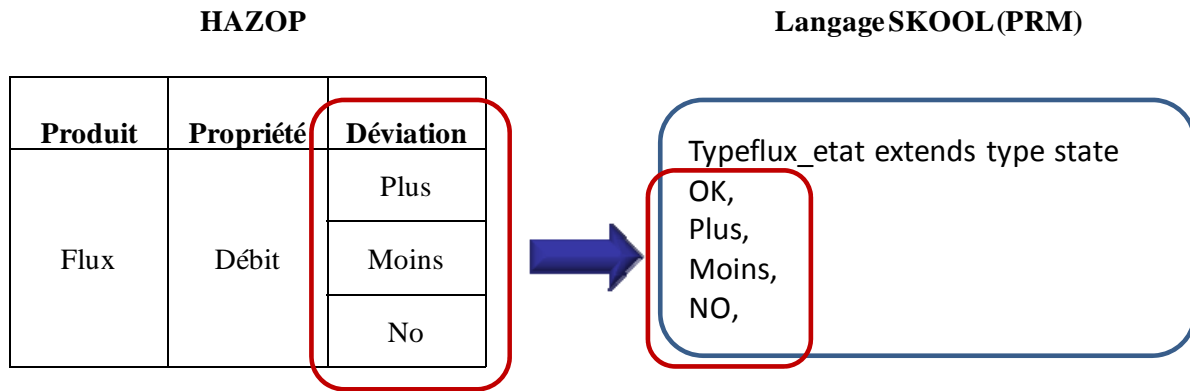 HAZOP
Langage SKOOL (PRM)
Produit Propriété Déviation
Flux Débit
Plus
Moins
No
Typeflux_etat extends type state
OK,
Plus,
Moins,
NO,